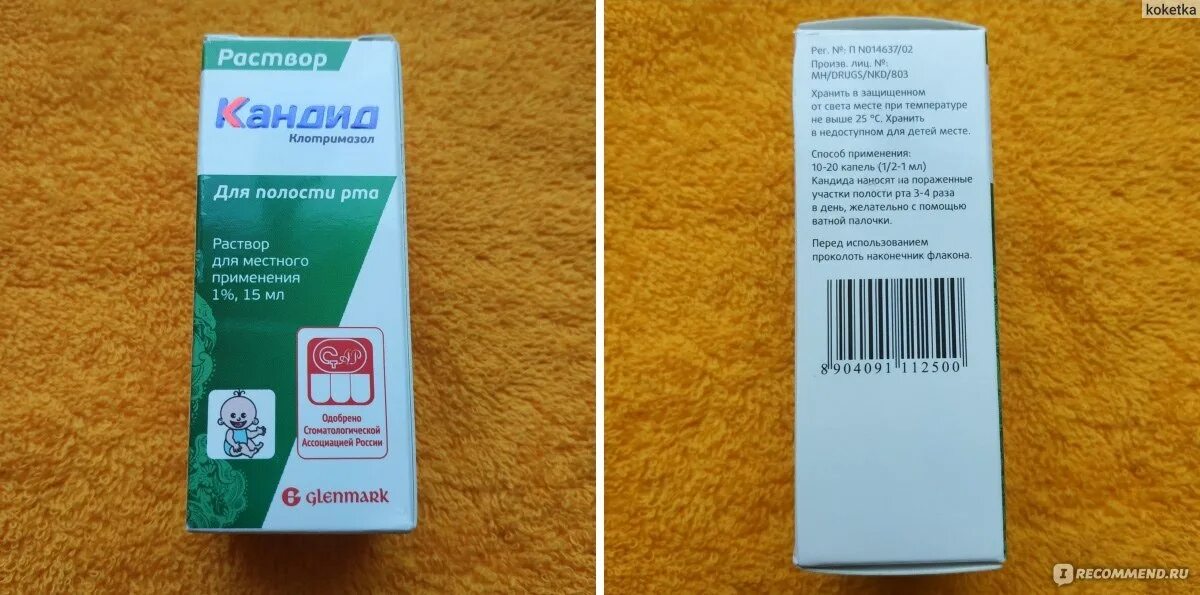 Раствор
Кандид
Клотримазол
Для полости рта
Раствор
для местного
применения
1%, 15 мл
СтАР
Одобрено
Стоматологической
Ассоциацией России
glenmark
koketka
Рег. №: П N014637/02
Произв. лиц. №:
MH/DRUGS/NKD/803
Хранить в защищенном
от света месте при температуре
не выше 25 °С. Хранить
в недоступном для детей месте.
Способ применения:
10-20 капель (1/2-1 мл)
Кандида наносят на пораженные
участки полости рта 3-4 раза
в день, желательно с помощью
ватной палочки.
Перед использованием
проколоть наконечник флакона.
8 904091 112500
IRECOMMEND.RU